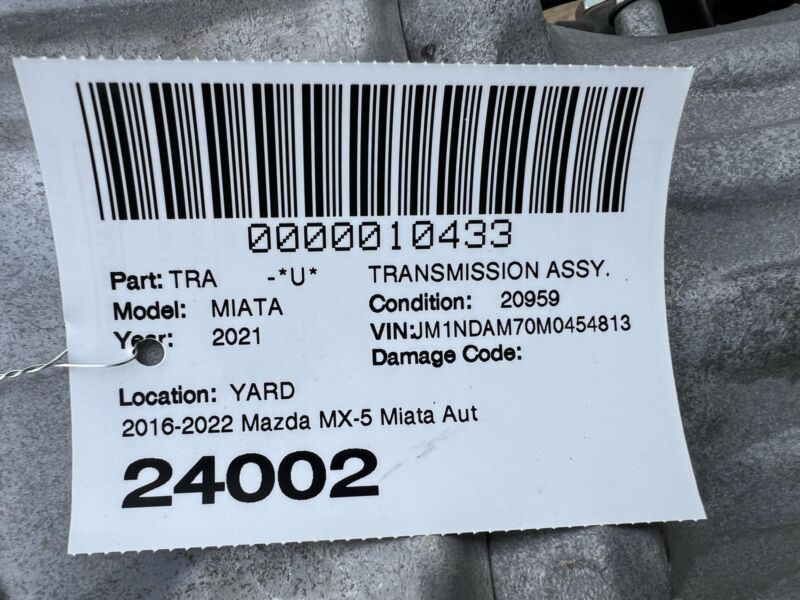 0000010433
Part: TRA -*U* TRANSMISSION ASSY.
Model: MIATA Condition: 20959
Year: 2021 VIN:JM1NDAM70M0454813
Damage Code:
Location: YARD
2016-2022 Mazda MX-5 Miata Aut
24002